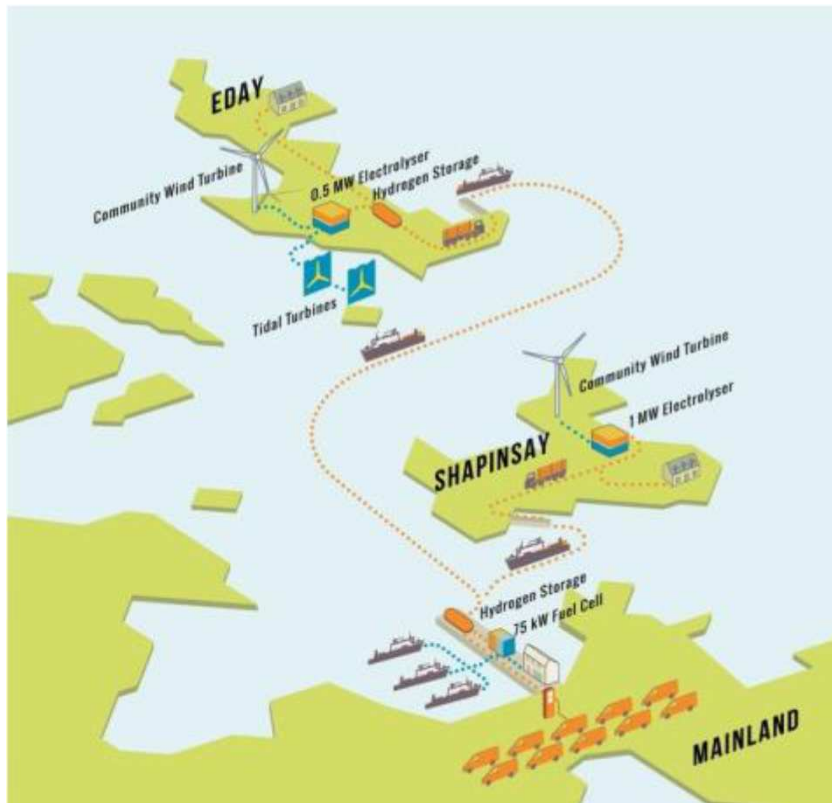 EDAY
Community Wind Turbine
0.5 MW Electrolyser
Hydrogen Storage
Tidal Turbines
Community Wind Turbine
1 MW Electrolyser
SHAPINSAY
Hydrogen Storage
75 kW Fuel Cell
MAINLAND